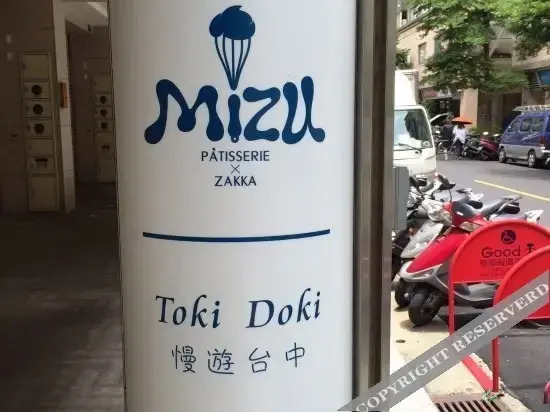 MIZU
PÂTISSERIE
×
ZAKKA
Toki Doki
慢遊台中
Good
COPYRIGHT RESERVED